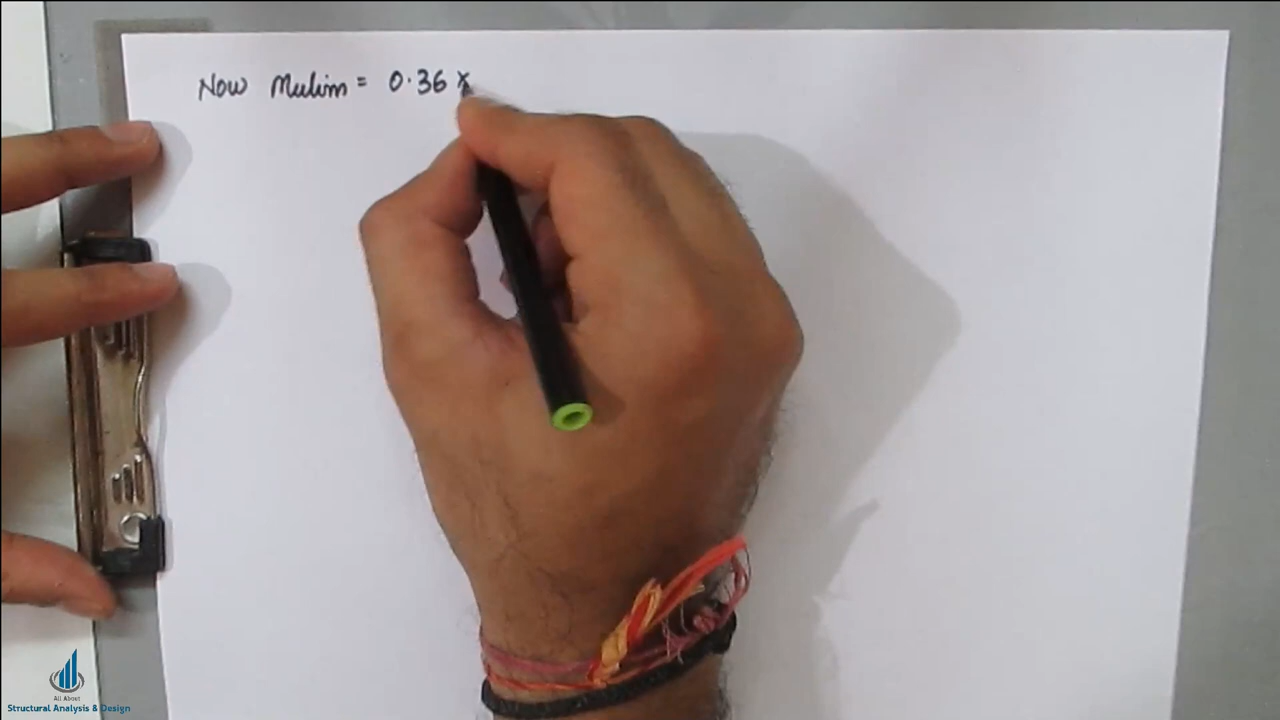 Now Mulim = 0.36 x
All About
Structural Analysis & Design